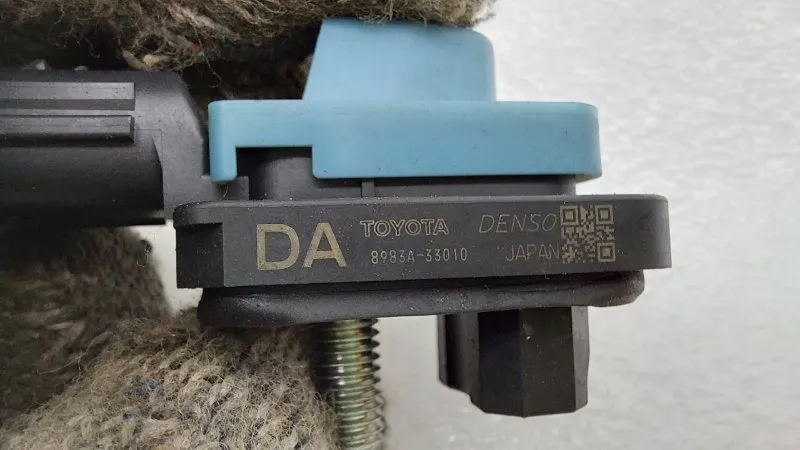 DA TOYOTA DENSO
8983A-33010 JAPAN